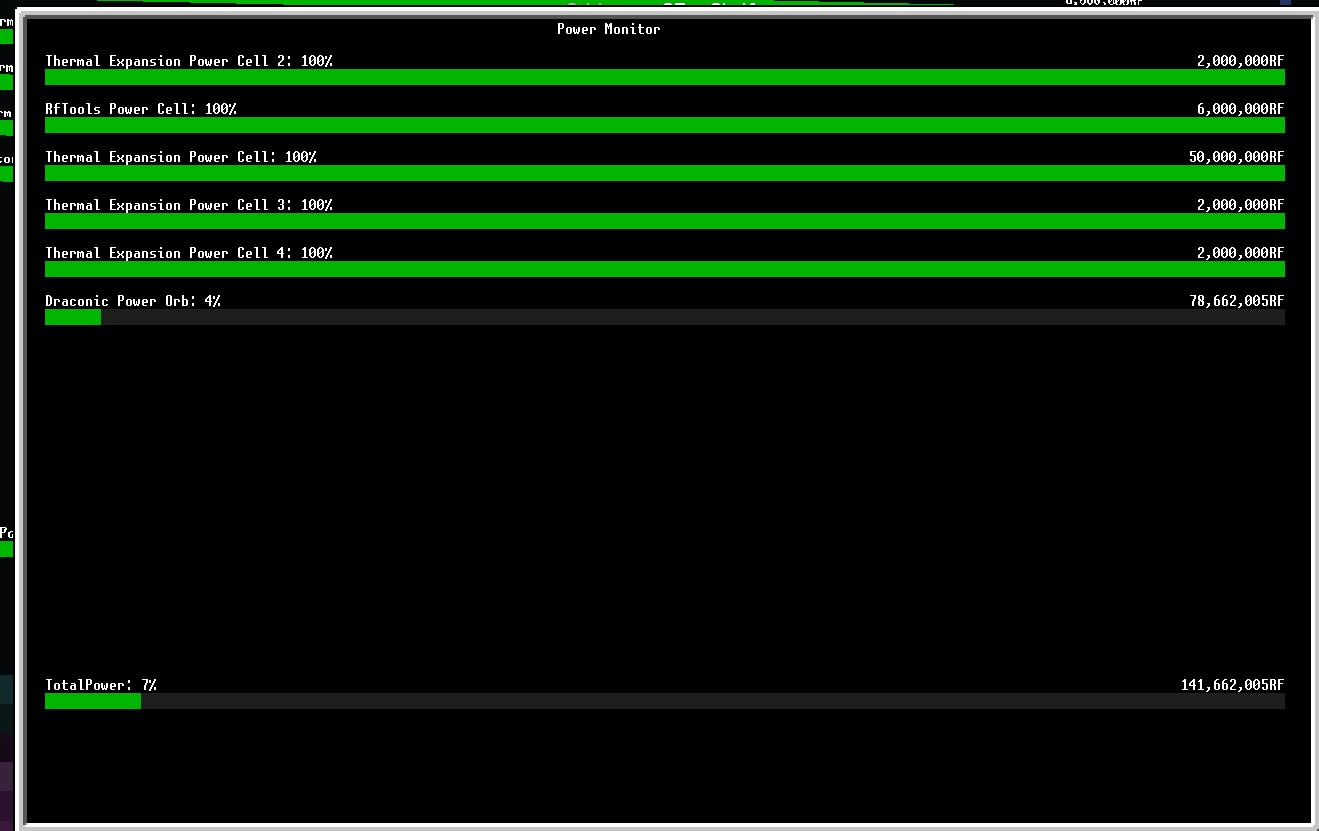 Power Monitor
Thermal Expansion Power Cell 2: 100% 2,000,000RF
RfTools Power Cell: 100% 6,000,000RF
Thermal Expansion Power Cell: 100% 50,000,000RF
Thermal Expansion Power Cell 3: 100% 2,000,000RF
Thermal Expansion Power Cell 4: 100% 2,000,000RF
Draconic Power Orb: 4% 78,662,005RF
TotalPower: 7% 141,662,005RF